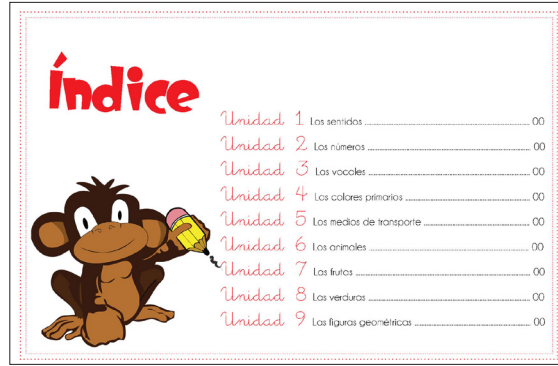 Índice
Unidad 1 Los sentidos 00
Unidad 2 Los números 00
Unidad 3 Las vocales 00
Unidad 4 Los colores primarios 00
Unidad 5 Los medios de transporte 00
Unidad 6 Los animales 00
Unidad 7 Las frutas 00
Unidad 8 Las verduras 00
Unidad 9 Las figuras geométricas 00